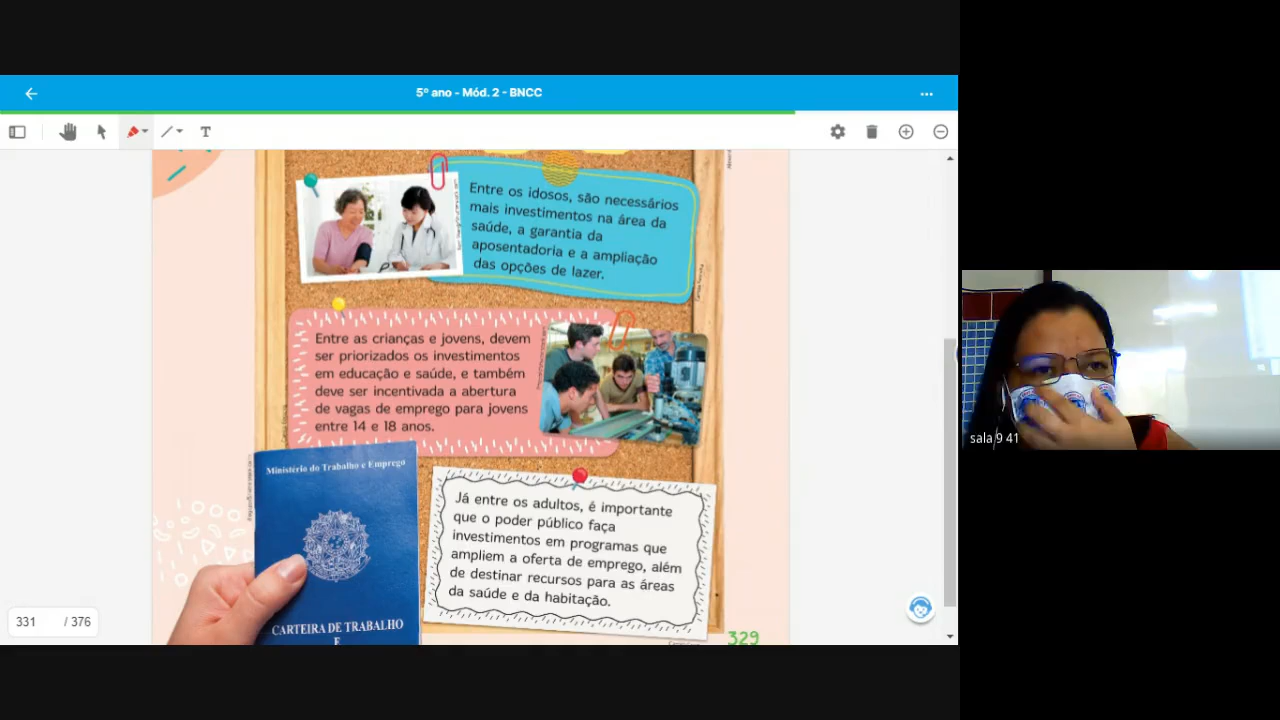 5º ano - Mód. 2 - BNCC
T
Entre os idosos, são necessários
mais investimentos na área da
saúde, a garantia da
aposentadoria e a ampliação
das opções de lazer.
Entre as crianças e jovens, devem
ser priorizados os investimentos
em educação e saúde, e também
deve ser incentivada a abertura
de vagas de emprego para jovens
entre 14 e 18 anos.
Ministério do Trabalho e Emprego
CARTEIRA DE TRABALHO
E
Já entre os adultos, é importante
que o poder público faça
investimentos em programas que
ampliem a oferta de emprego, além
de destinar recursos para as áreas
da saúde e da habitação.
331 / 376
329
sala 9 41